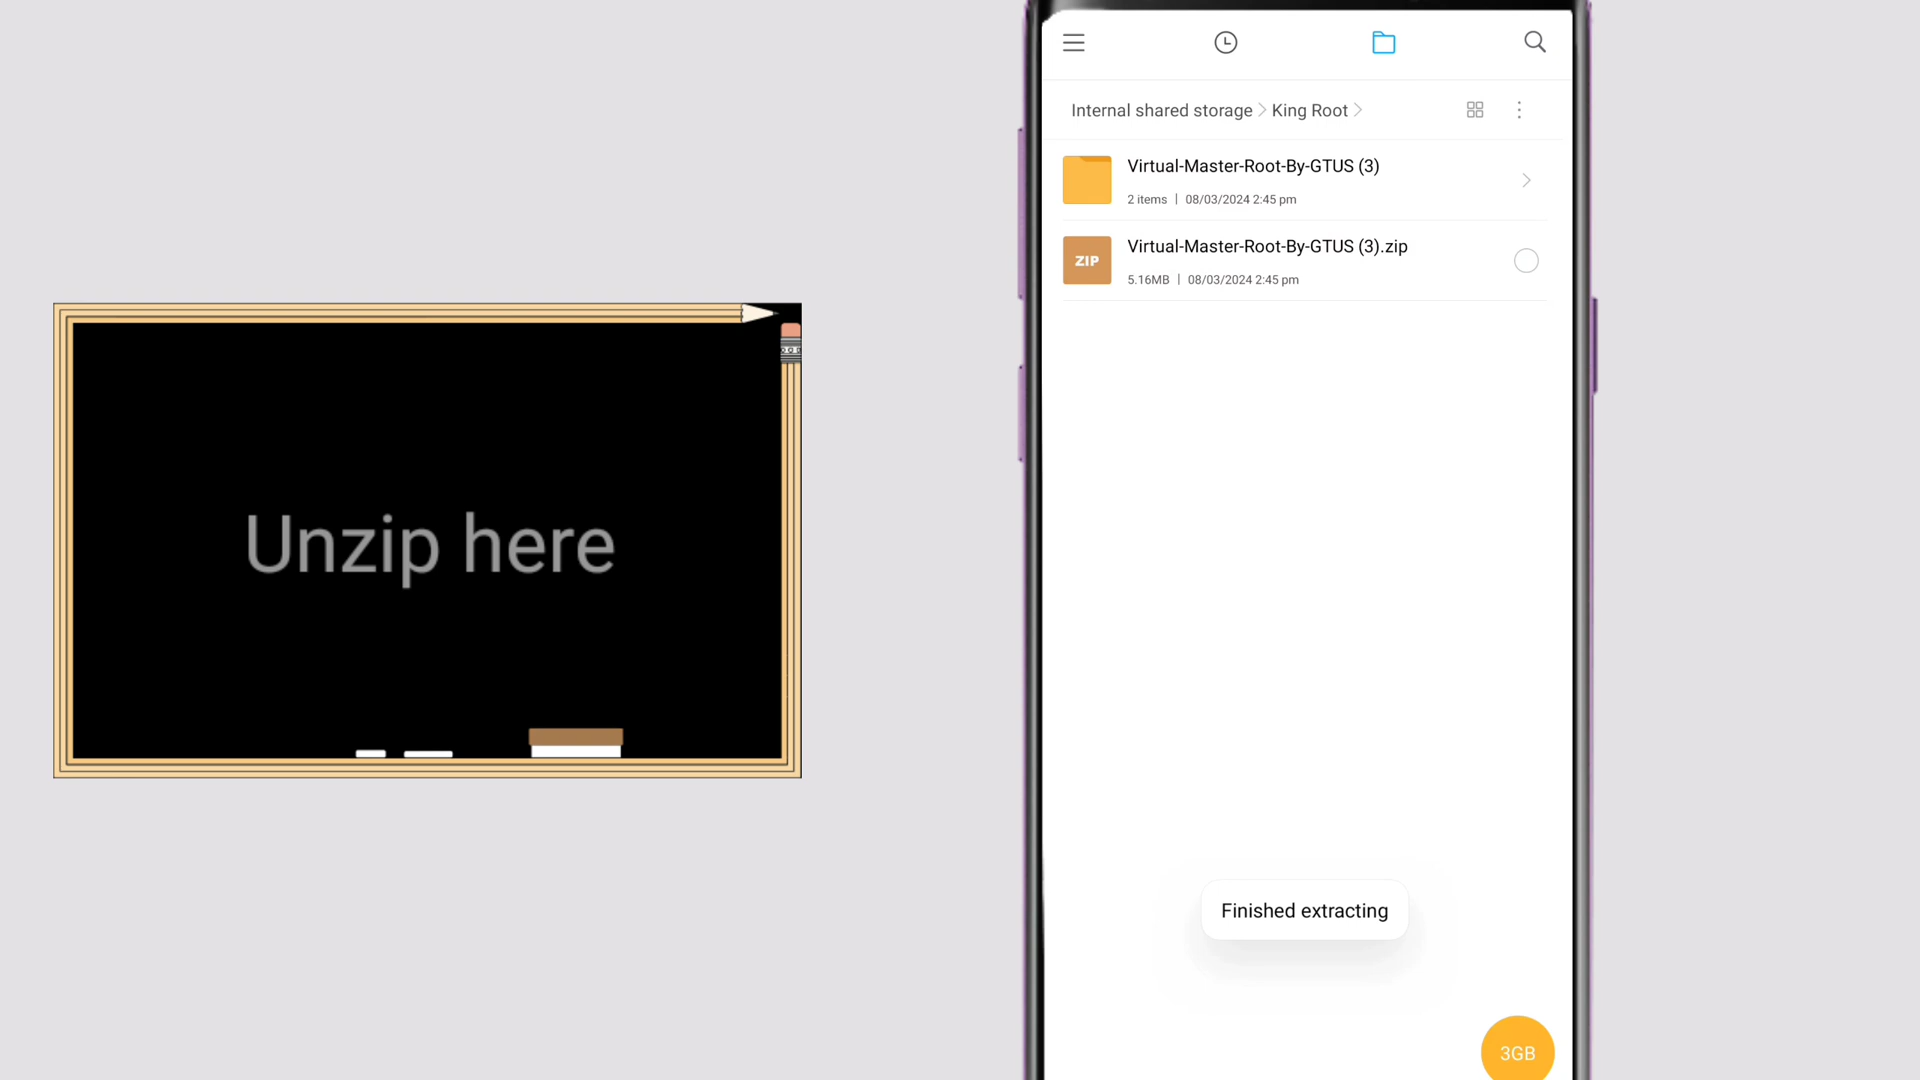 Internal shared storage King Root
Virtual-Master-Root-By-GTUS (3)
2 items | 08/03/2024 2:45 pm
ZIP
Virtual-Master-Root-By-GTUS (3).zip
5.16MB | 08/03/2024 2:45 pm
Unzip here
Finished extracting
3GB